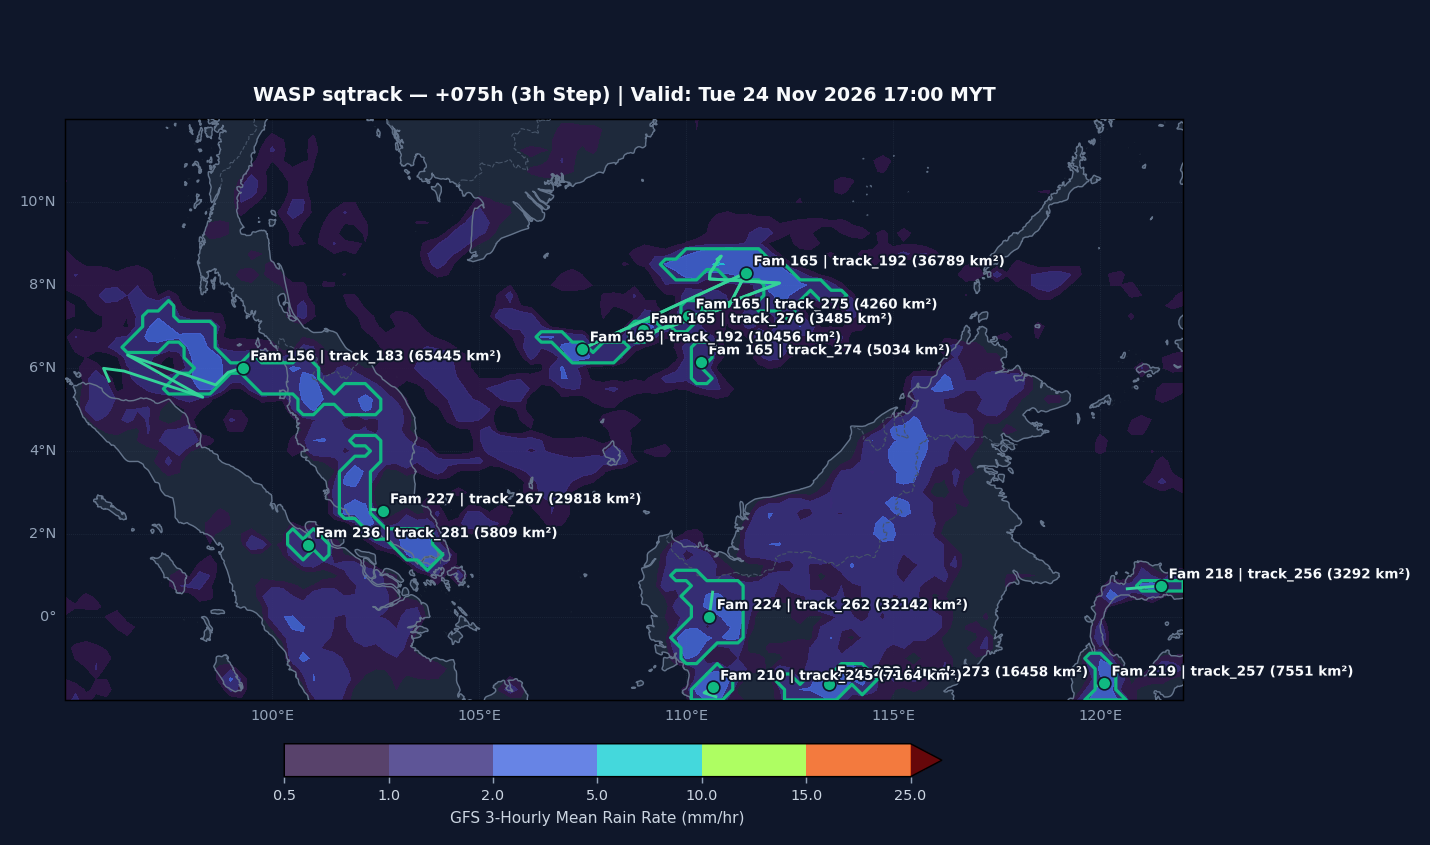 WASP sqtrack — +075h (3h Step) | Valid: Tue 24 Nov 2026 17:00 MYT
10°N
8°N
6°N
4°N
2°N
0°
Fam 165 | track_192 (36789 km²)
Fam 165 | track_275 (4260 km²)
Fam 165 | track_276 (3485 km²)
Fam 165 | track_192 (10456 km²)
Fam 165 | track_274 (5034 km²)
Fam 156 | track_183 (65445 km²)
Fam 227 | track_267 (29818 km²)
Fam 236 | track_281 (5809 km²)
Fam 218 | track_256 (3292 km²)
Fam 224 | track_262 (32142 km²)
Fam 210 | track_245 (7164 km²)
273 (16458 km²)
Fam 219 | track_257 (7551 km²)
100°E 105°E 110°E 115°E 120°E
0.5 1.0 2.0 5.0 10.0 15.0 25.0
GFS 3-Hourly Mean Rain Rate (mm/hr)